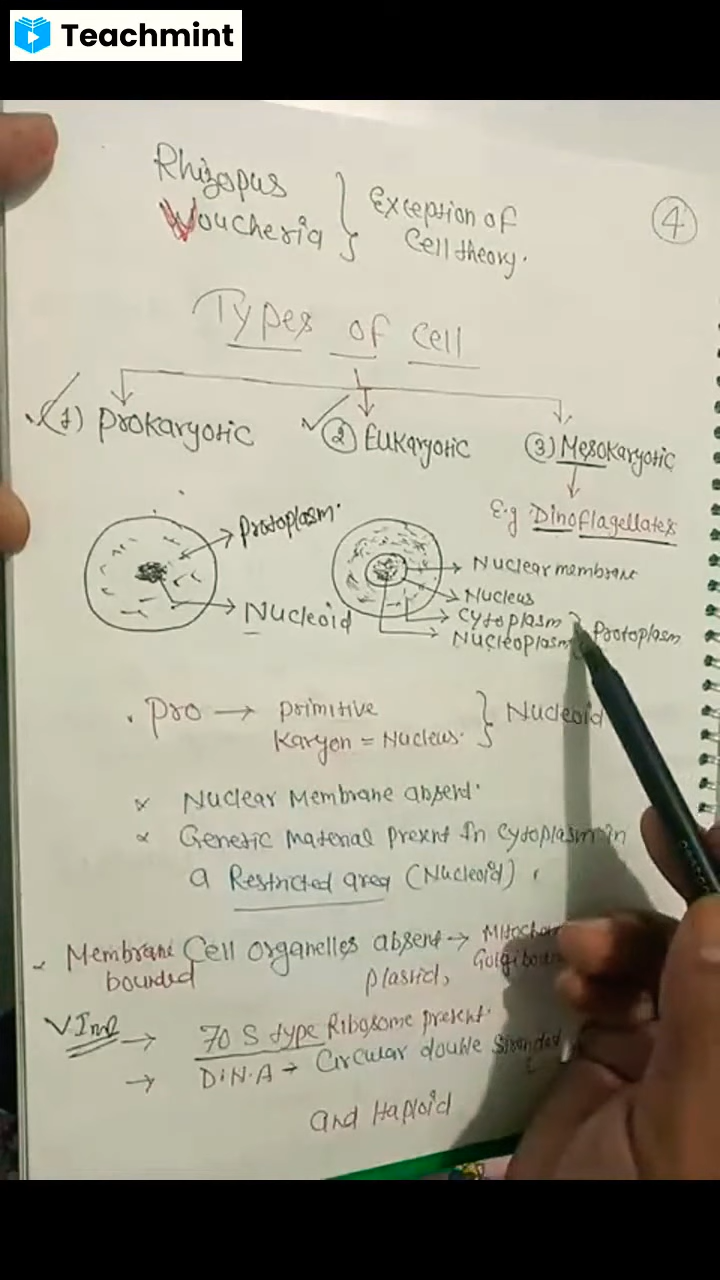 Teachmint
Rhizopus
Voucheria
Exception of
Cell theory.
4
Types of cell
1) Prokaryotic
2) Eukaryotic
3) Mesokaryotic
E.g Dinoflagellates
Protoplasm.
Nucleoid
Nuclear membrane
Nucleus
Cytoplasm
Nucleoplasm
Protoplasm
Pro → Primitive
Karyon = Nucleus.
Nucleoid
Nuclear Membrane absent.
Genetic material present in cytoplasm in
a Restricted area (Nucleoid)
Membrane Cell organelles absent →
bounded
Plastid,
V. Imp → 70 S type Ribosome present.
→ D.N.A → Circular double stranded
and Haploid